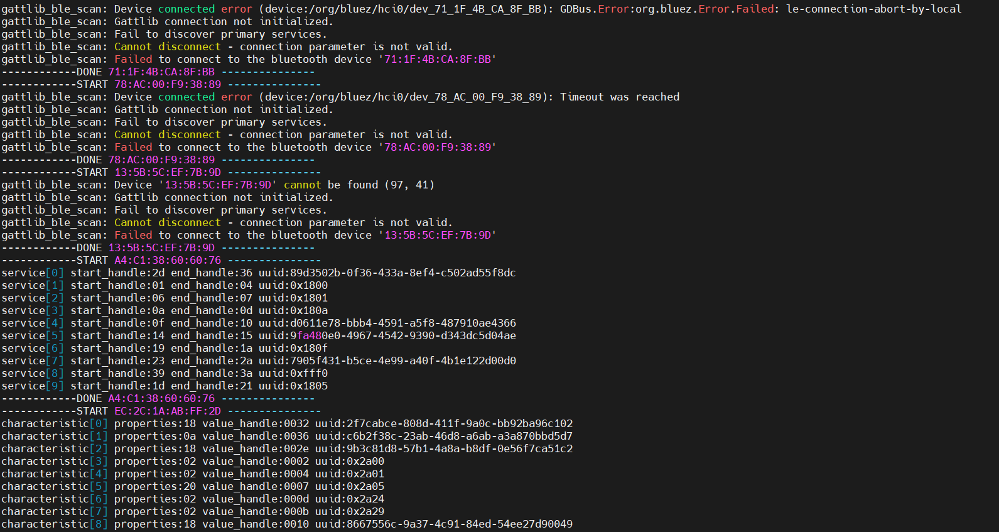 gattlib_ble_scan: Device connected error (device:/org/bluez/hci0/dev_71_1F_4B_CA_8F_BB): GDBus.Error:org.bluez.Error.Failed: le-connection-abort-by-local
gattlib_ble_scan: Gattlib connection not initialized.
gattlib_ble_scan: Fail to discover primary services.
gattlib_ble_scan: Cannot disconnect - connection parameter is not valid.
gattlib_ble_scan: Failed to connect to the bluetooth device '71:1F:4B:CA:8F:BB'
------------DONE 71:1F:4B:CA:8F:BB ---------------
------------START 78:AC:00:F9:38:89 ---------------
gattlib_ble_scan: Device connected error (device:/org/bluez/hci0/dev_78_AC_00_F9_38_89): Timeout was reached
gattlib_ble_scan: Gattlib connection not initialized.
gattlib_ble_scan: Fail to discover primary services.
gattlib_ble_scan: Cannot disconnect - connection parameter is not valid.
gattlib_ble_scan: Failed to connect to the bluetooth device '78:AC:00:F9:38:89'
------------DONE 78:AC:00:F9:38:89 ---------------
------------START 13:5B:5C:EF:7B:9D ---------------
gattlib_ble_scan: Device '13:5B:5C:EF:7B:9D' cannot be found (97, 41)
gattlib_ble_scan: Gattlib connection not initialized.
gattlib_ble_scan: Fail to discover primary services.
gattlib_ble_scan: Cannot disconnect - connection parameter is not valid.
gattlib_ble_scan: Failed to connect to the bluetooth device '13:5B:5C:EF:7B:9D'
------------DONE 13:5B:5C:EF:7B:9D ---------------
------------START A4:C1:38:60:60:76 ---------------
service[0] start_handle:2d end_handle:36 uuid:89d3502b-0f36-433a-8ef4-c502ad55f8dc
service[1] start_handle:01 end_handle:04 uuid:0x1800
service[2] start_handle:06 end_handle:07 uuid:0x1801
service[3] start_handle:0a end_handle:0d uuid:0x180a
service[4] start_handle:0f end_handle:10 uuid:d0611e78-bbb4-4591-a5f8-487910ae4366
service[5] start_handle:14 end_handle:15 uuid:9fa480e0-4967-4542-9390-d343dc5d04ae
service[6] start_handle:19 end_handle:1a uuid:0x180f
service[7] start_handle:23 end_handle:2a uuid:7905f431-b5ce-4e99-a40f-4b1e122d00d0
service[8] start_handle:39 end_handle:3a uuid:0xfff0
service[9] start_handle:1d end_handle:21 uuid:0x1805
------------DONE A4:C1:38:60:60:76 ---------------
------------START EC:2C:1A:AB:FF:2D ---------------
characteristic[0] properties:18 value_handle:0032 uuid:2f7cabce-808d-411f-9a0c-bb92ba96c102
characteristic[1] properties:0a value_handle:0036 uuid:c6b2f38c-23ab-46d8-a6ab-a3a870bbd5d7
characteristic[2] properties:18 value_handle:002e uuid:9b3c81d8-57b1-4a8a-b8df-0e56f7ca51c2
characteristic[3] properties:02 value_handle:0002 uuid:0x2a00
characteristic[4] properties:02 value_handle:0004 uuid:0x2a01
characteristic[5] properties:20 value_handle:0007 uuid:0x2a05
characteristic[6] properties:02 value_handle:000d uuid:0x2a24
characteristic[7] properties:02 value_handle:000b uuid:0x2a29
characteristic[8] properties:18 value_handle:0010 uuid:8667556c-9a37-4c91-84ed-54ee27d90049